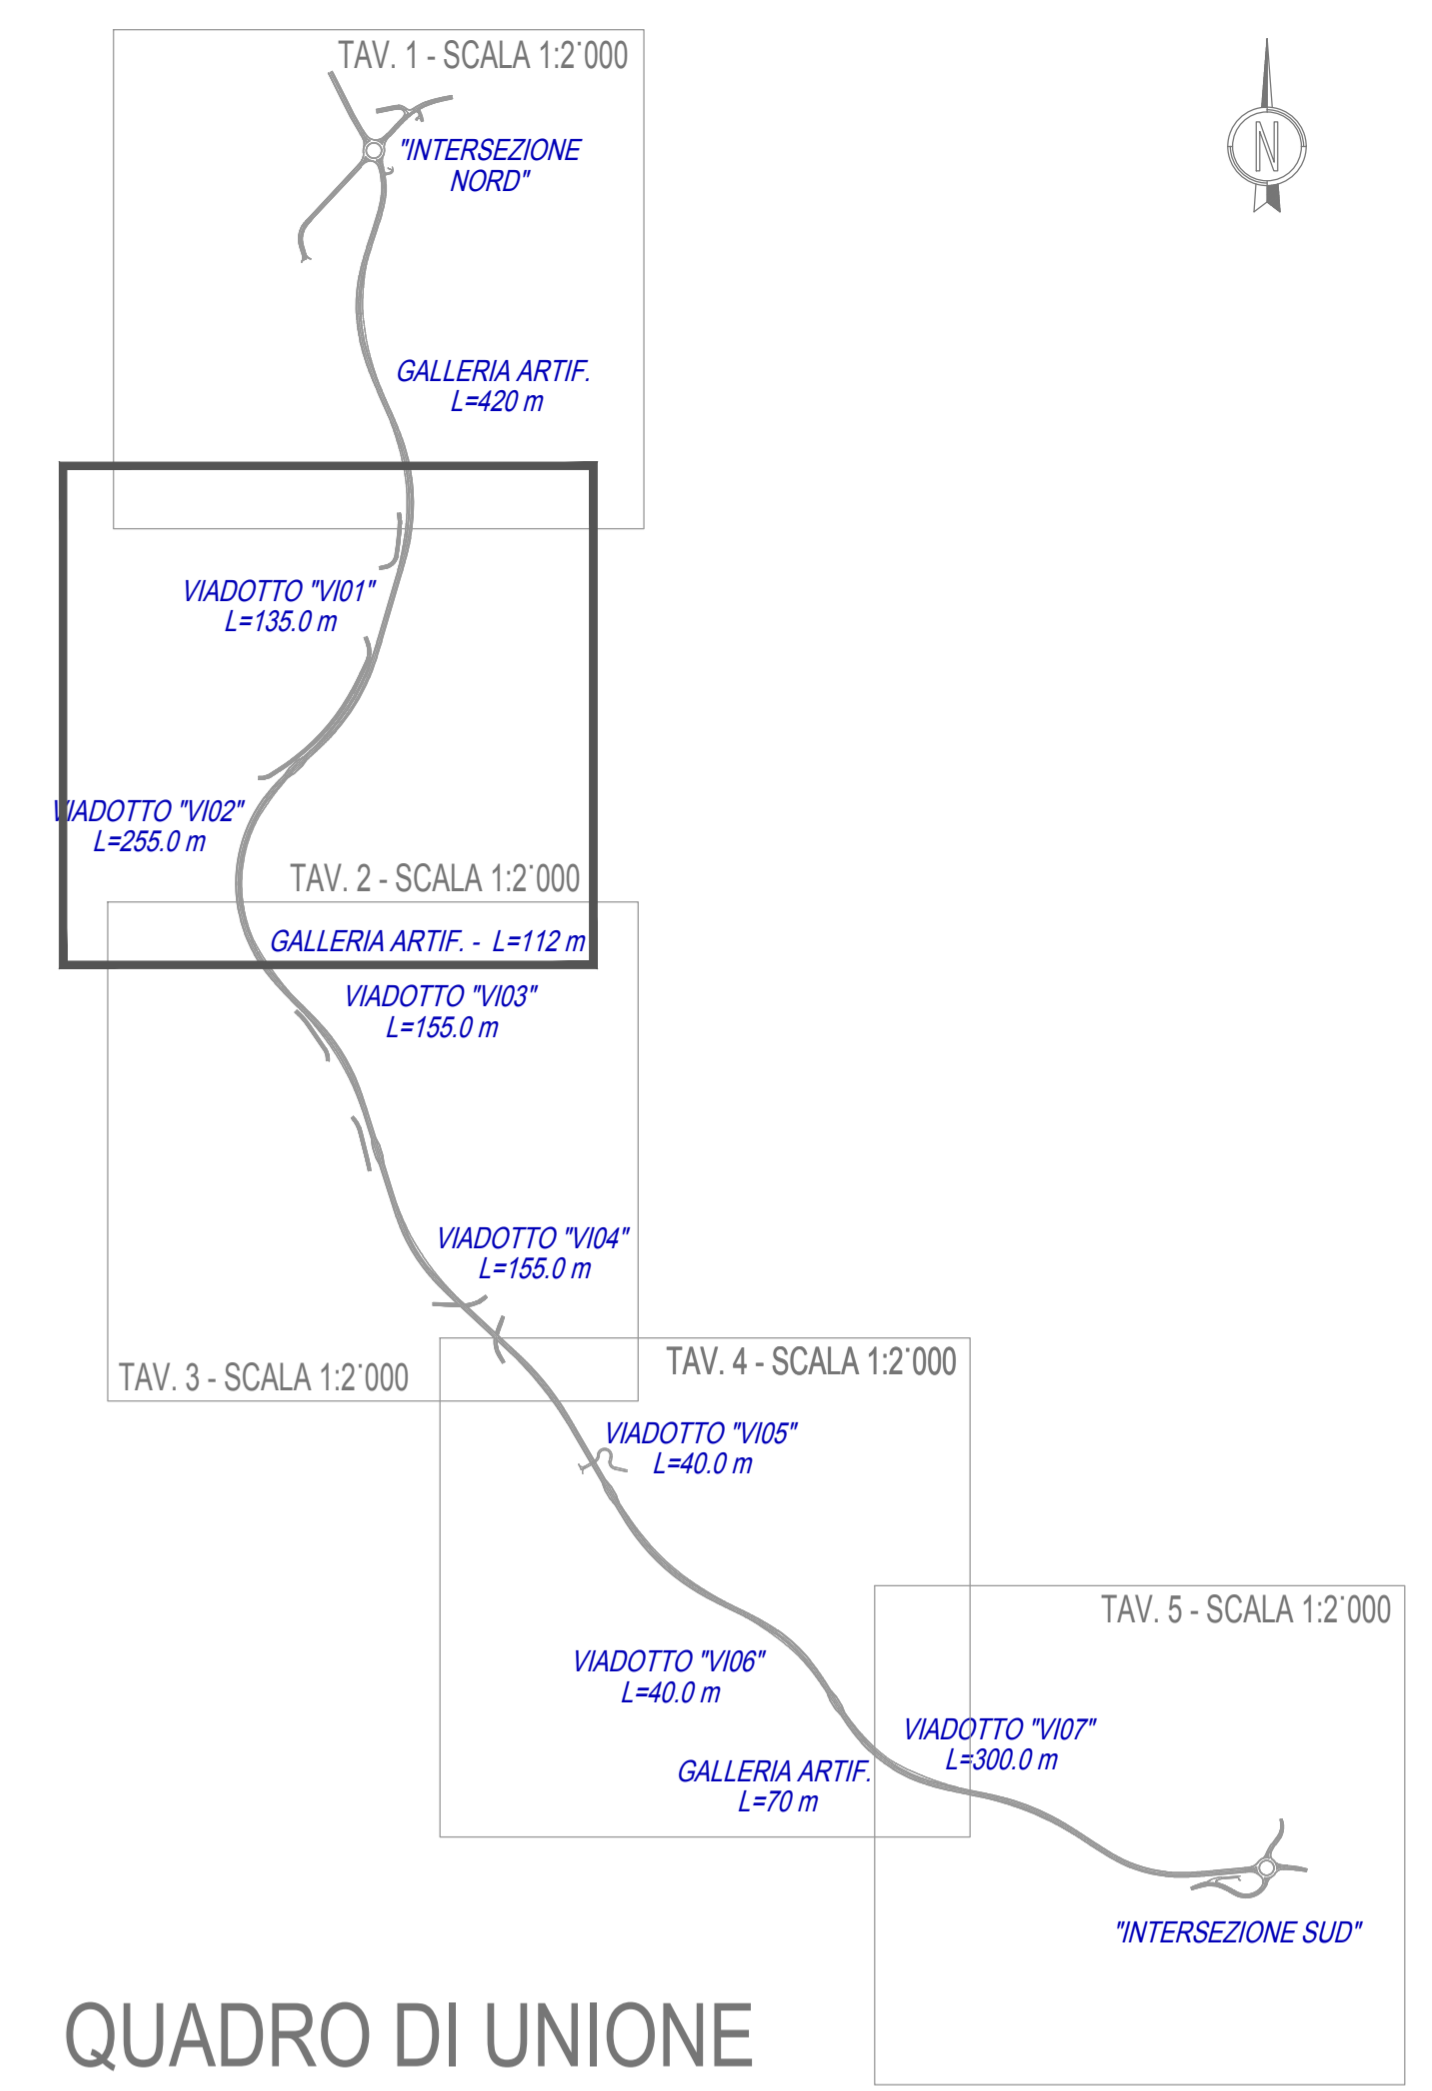 TAV. 1 - SCALA 1:2˙000
N
"INTERSEZIONE
NORD"
GALLERIA ARTIF.
L=420 m
VIADOTTO "VI01"
L=135.0 m
VIADOTTO "VI02"
L=255.0 m
TAV. 2 - SCALA 1:2˙000
GALLERIA ARTIF. - L=112 m
VIADOTTO "VI03"
L=155.0 m
VIADOTTO "VI04"
L=155.0 m
TAV. 3 - SCALA 1:2˙000
TAV. 4 - SCALA 1:2˙000
VIADOTTO "VI05"
L=40.0 m
TAV. 5 - SCALA 1:2˙000
VIADOTTO "VI06"
L=40.0 m
VIADOTTO "VI07"
L=300.0 m
GALLERIA ARTIF.
L=70 m
"INTERSEZIONE SUD"
QUADRO DI UNIONE